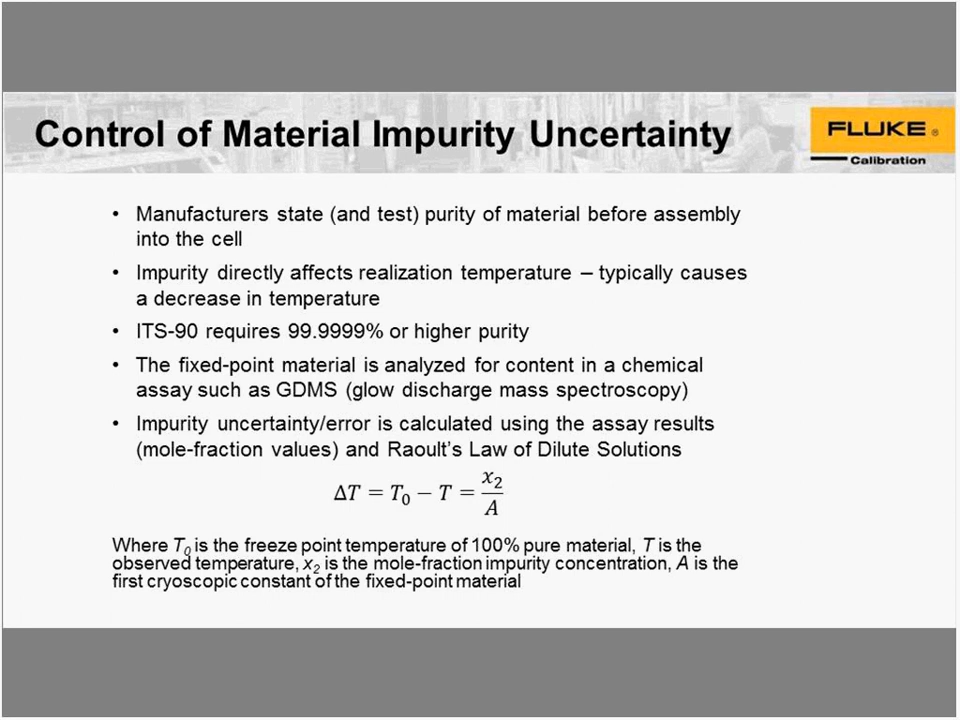 Control of Material Impurity Uncertainty
FLUKE®
Calibration
• Manufacturers state (and test) purity of material before assembly
into the cell
• Impurity directly affects realization temperature – typically causes
a decrease in temperature
• ITS-90 requires 99.9999% or higher purity
• The fixed-point material is analyzed for content in a chemical
assay such as GDMS (glow discharge mass spectroscopy)
• Impurity uncertainty/error is calculated using the assay results
(mole-fraction values) and Raoult's Law of Dilute Solutions
ΔT = T₀ − T = x₂/A
Where T₀ is the freeze point temperature of 100% pure material, T is the
observed temperature, x₂ is the mole-fraction impurity concentration, A is the
first cryoscopic constant of the fixed-point material